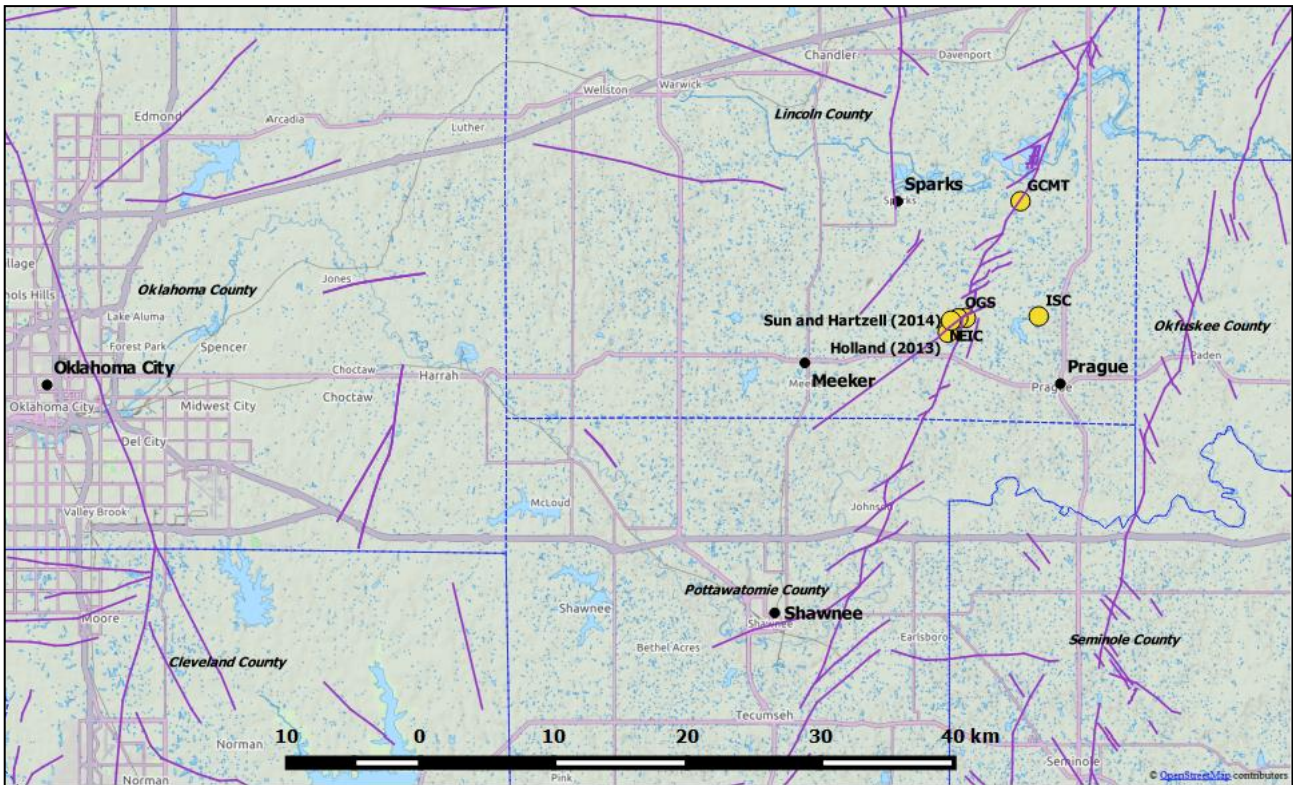 Chandler
Davenport
Wellston
Warwick
Edmond
Arcadia
Luther
Lincoln County
Sparks
Sparks
GCMT
Jones
Oklahoma County
ols Hills
Lake Aluma
Forest Park
Spencer
OGS
ISC
Sun and Hartzell (2014)
NEIC
Holland (2013)
Okfuskee County
Paden
Oklahoma City
Oklahoma City
Choctaw
Choctaw
Harrah
Midwest City
Del City
Meeker
Prague
Prague
McLoud
Valley Brook
Pottawatomie County
Shawnee
Shawnee
Shawnee
Moore
Bethel Acres
Earlsboro
Seminole County
Cleveland County
Tecumseh
Norman
Norman
10 0 10 20 30 40 km
Pink
Seminole
© OpenStreetMap contributors